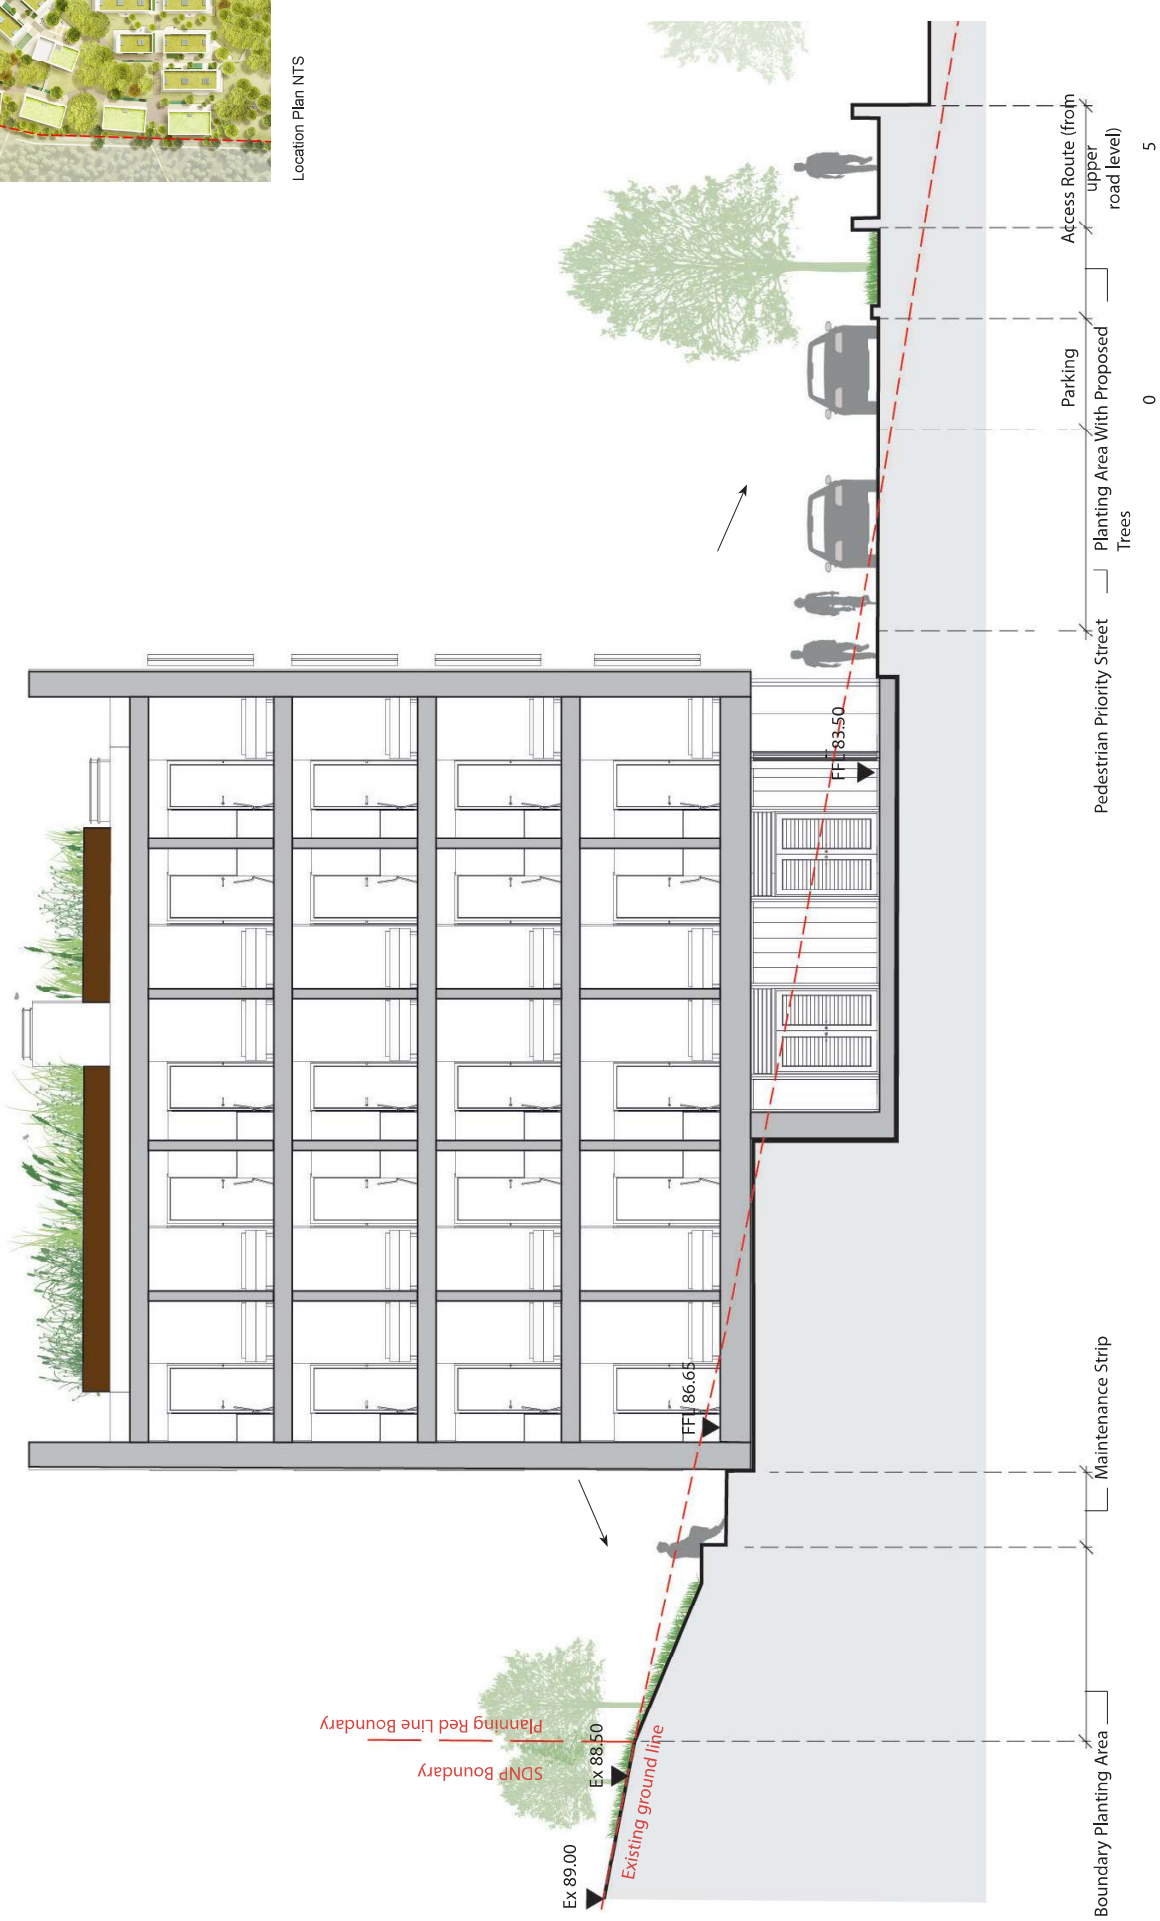 Location Plan NTS
Planning Red Line Boundary
SDNP Boundary
Ex 89.00
Ex 88.50
Existing ground line
FFL 86.65
FFL 83.50
Boundary Planting Area
Maintenance Strip
Pedestrian Priority Street
Planting Area With Proposed
Trees
Parking
Access Route (from
upper
road level)
0
5